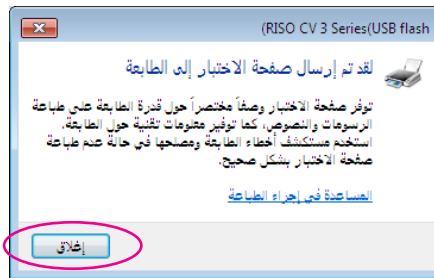 (RISO CV 3 Series(USB flash
لقد تم إرسال صفحة الاختبار إلى الطابعة
توفر صفحة الاختبار وصفاً مختصراً حول قدرة الطابعة على طباعة
الرسومات والنصوص، كما توفير معلومات تقنية حول الطابعة.
استخدم مستكشف أخطاء الطابعة ومصلحها في حالة عدم طباعة
صفحة الاختبار بشكل صحيح.
المساعدة في إجراء الطباعة
إغلاق